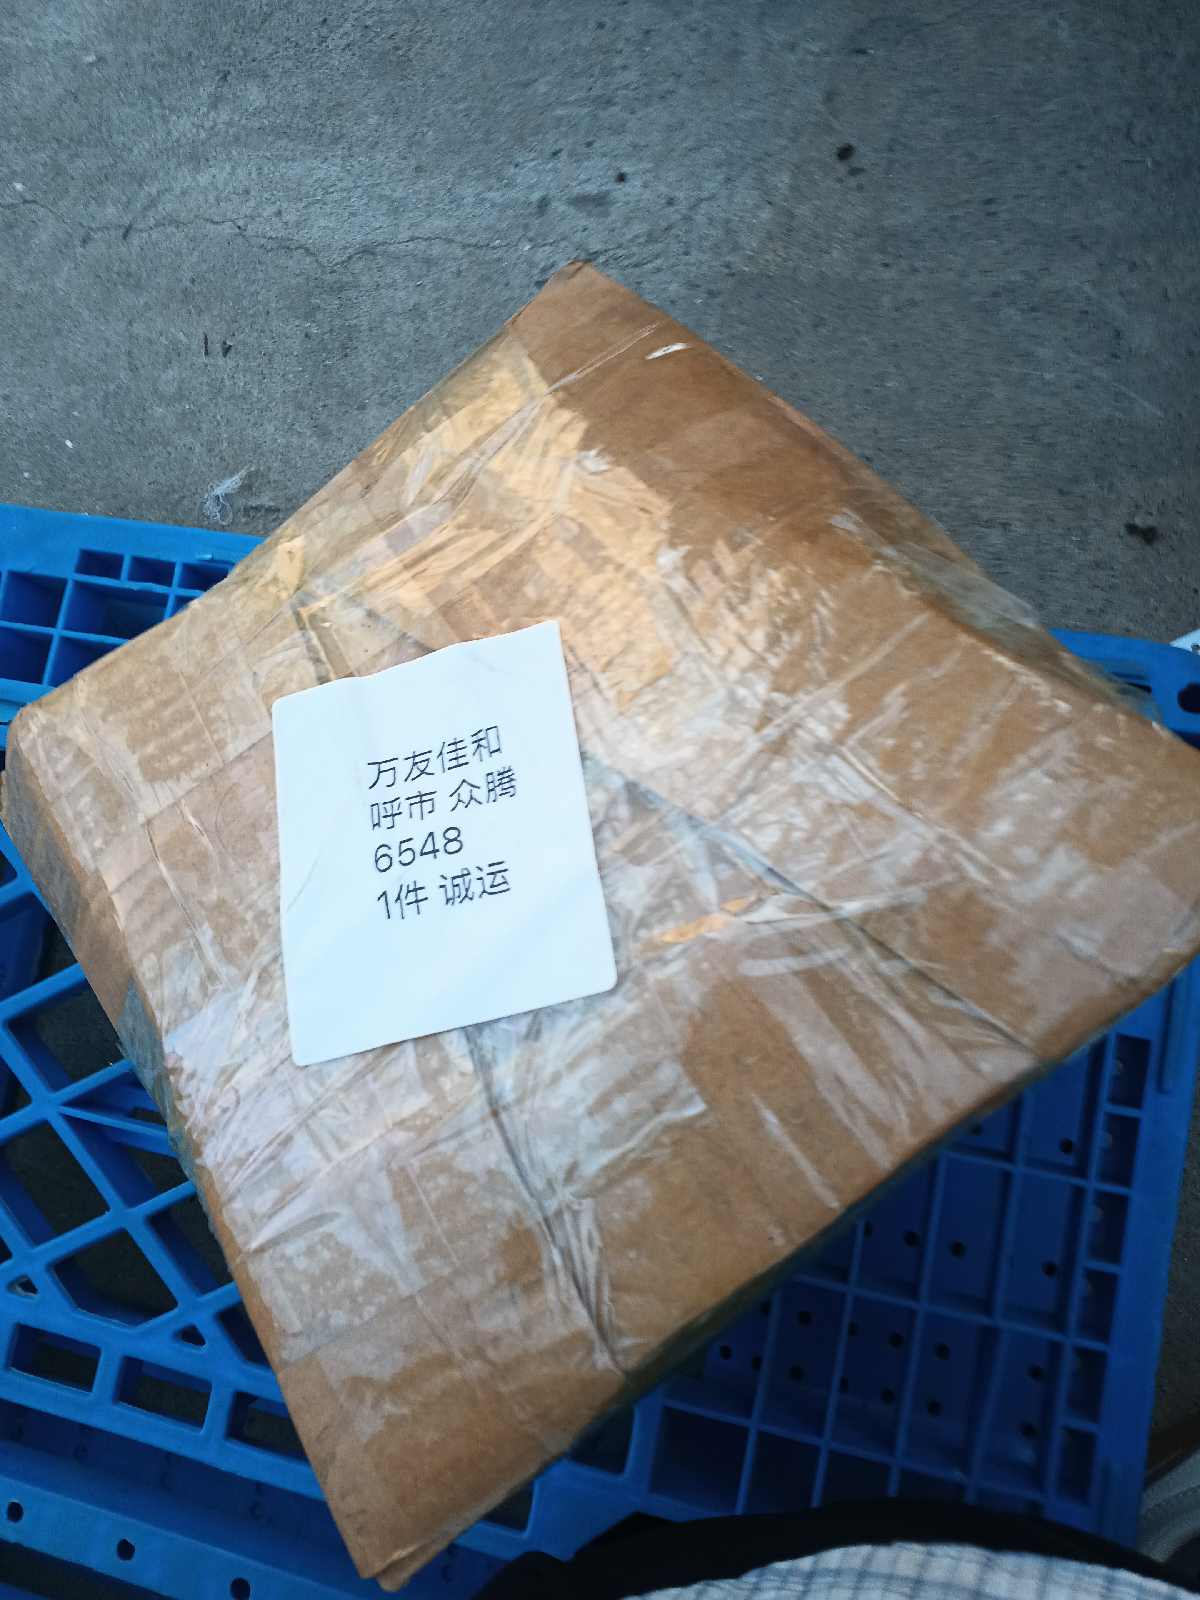 万友佳和
呼市 众腾
6548
1件 诚运